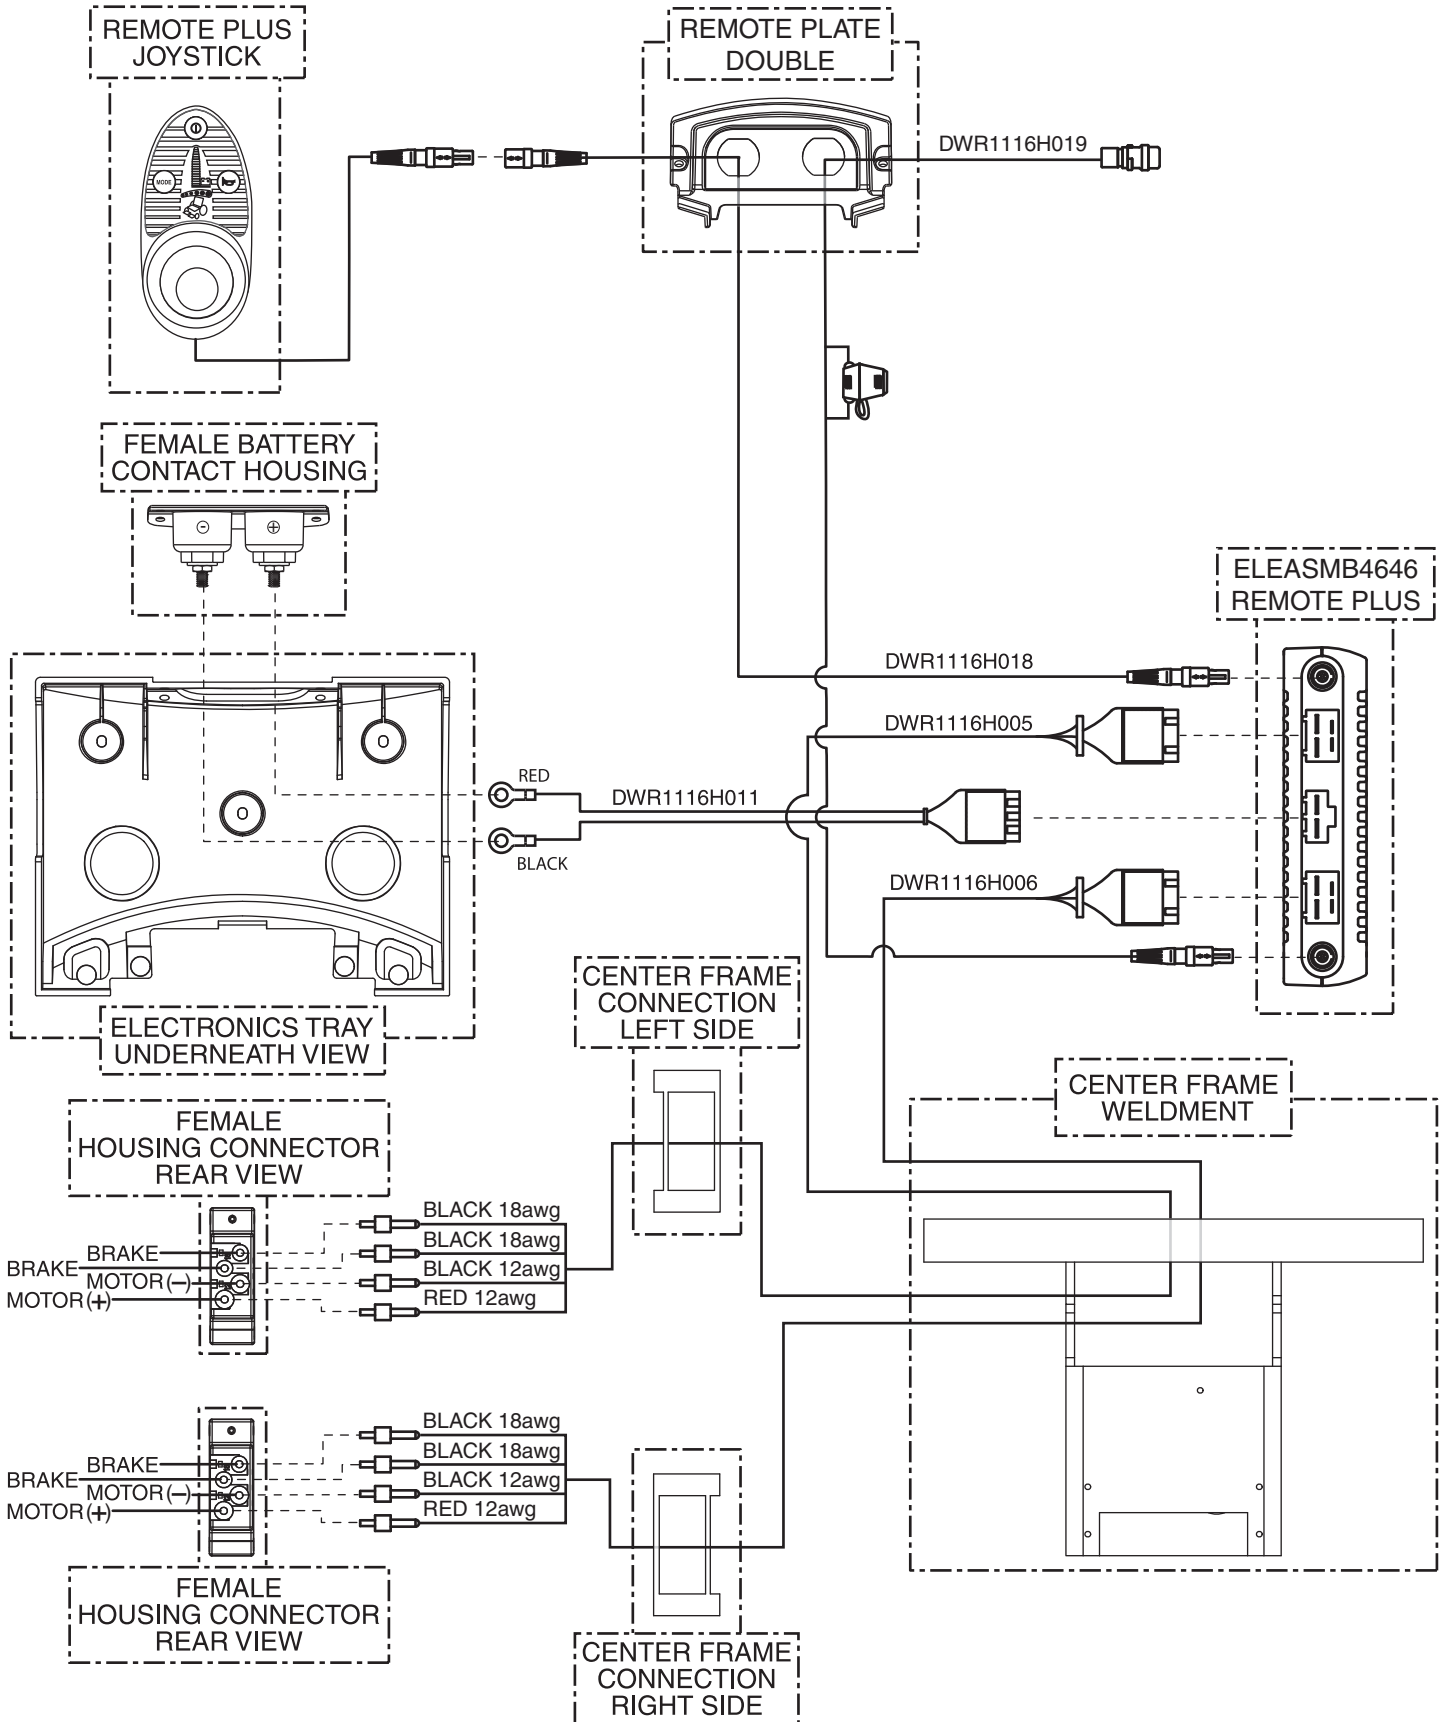 REMOTE PLUS
JOYSTICK
REMOTE PLATE
DOUBLE
DWR1116H019
MODE
FEMALE BATTERY
CONTACT HOUSING
- +
ELEASMB4646
REMOTE PLUS
DWR1116H018
DWR1116H005
RED
DWR1116H011
BLACK
DWR1116H006
ELECTRONICS TRAY
UNDERNEATH VIEW
CENTER FRAME
CONNECTION
LEFT SIDE
CENTER FRAME
WELDMENT
FEMALE
HOUSING CONNECTOR
REAR VIEW
BLACK 18awg
BLACK 18awg
BLACK 12awg
RED 12awg
BRAKE
BRAKE
MOTOR(-)
MOTOR(+)
BLACK 18awg
BLACK 18awg
BLACK 12awg
RED 12awg
BRAKE
BRAKE
MOTOR(-)
MOTOR(+)
FEMALE
HOUSING CONNECTOR
REAR VIEW
CENTER FRAME
CONNECTION
RIGHT SIDE